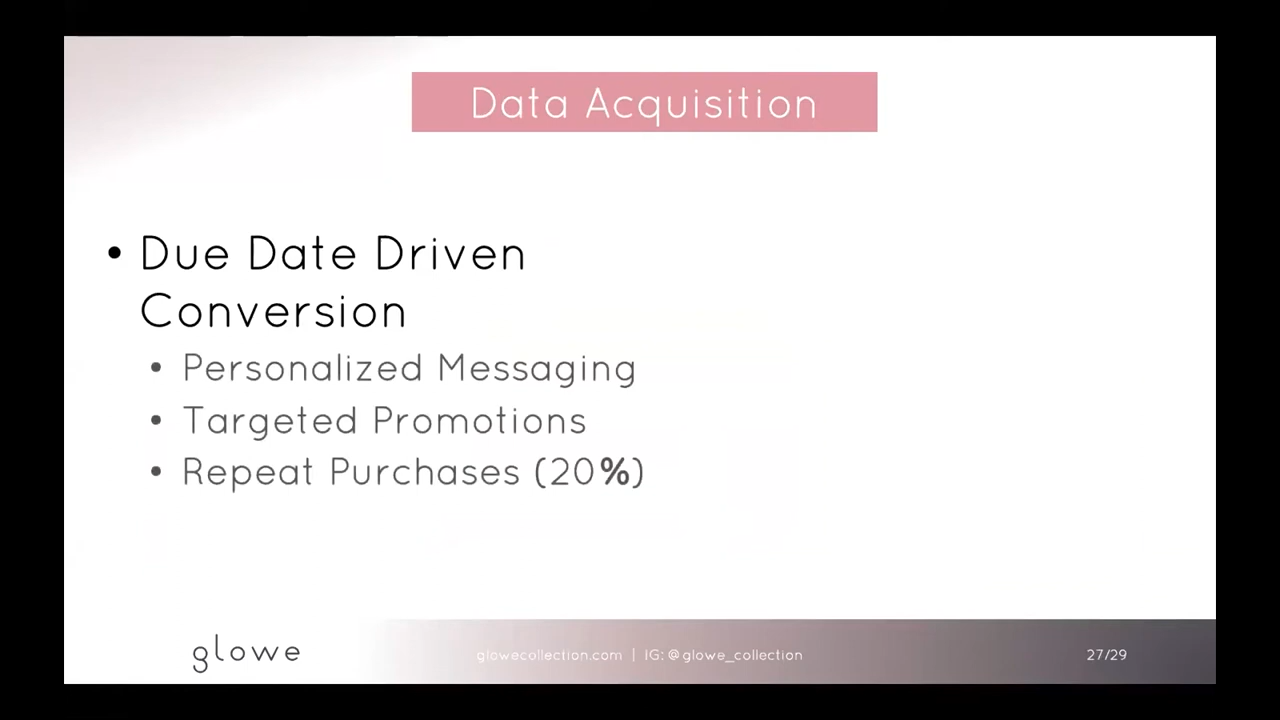 Data Acquisition
• Due Date Driven
Conversion
• Personalized Messaging
• Targeted Promotions
• Repeat Purchases (20%)
glowe
glowecollection.com | IG: @glowe_collection
27/29